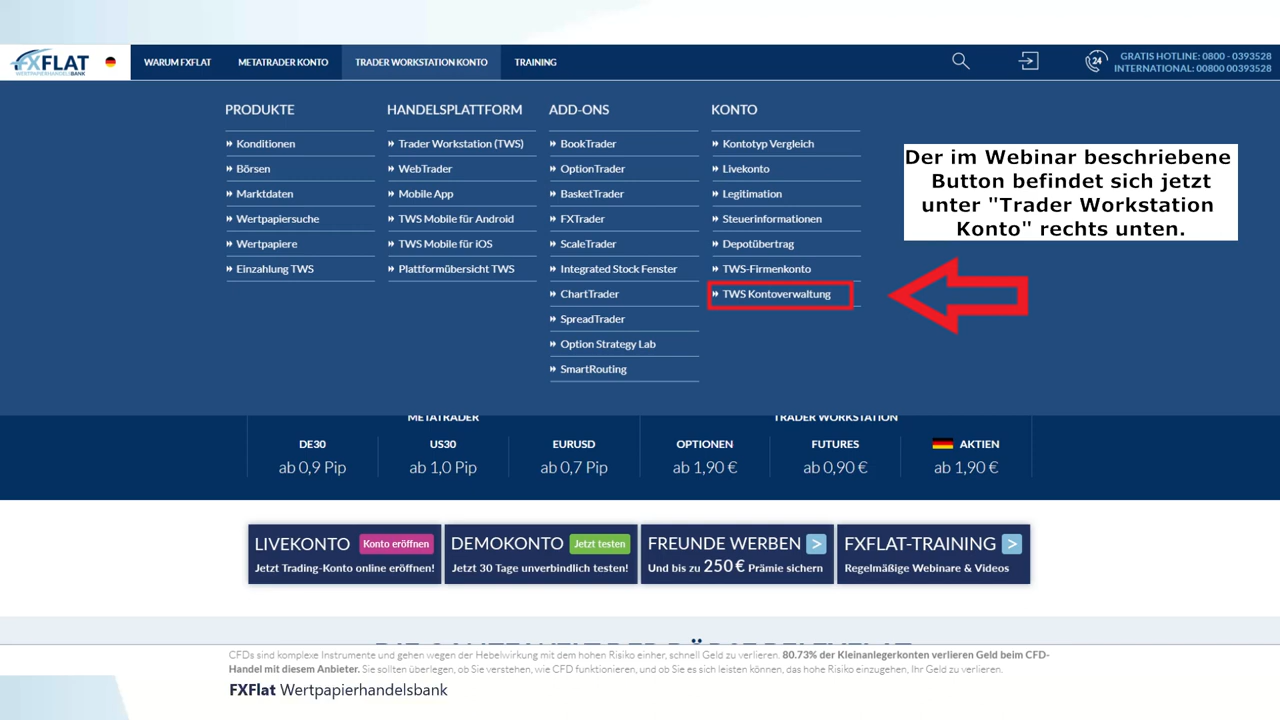 FXFLAT
WERTPAPIERHANDELSBANK
WARUM FXFLAT
METATRADER KONTO
TRADER WORKSTATION KONTO
TRAINING
24
GRATIS HOTLINE: 0800 - 0393528
INTERNATIONAL: 00800 00393528
PRODUKTE
Konditionen
Börsen
Marktdaten
Wertpapiersuche
Wertpapiere
Einzahlung TWS
HANDELSPLATTFORM
Trader Workstation (TWS)
WebTrader
Mobile App
TWS Mobile für Android
TWS Mobile für iOS
Plattformübersicht TWS
ADD-ONS
BookTrader
OptionTrader
BasketTrader
FXTrader
ScaleTrader
Integrated Stock Fenster
ChartTrader
SpreadTrader
Option Strategy Lab
SmartRouting
KONTO
Kontotyp Vergleich
Livekonto
Legitimation
Steuerinformationen
Depotübertrag
TWS-Firmenkonto
TWS Kontoverwaltung
Der im Webinar beschriebene
Button befindet sich jetzt
unter "Trader Workstation
Konto" rechts unten.
METATRADER
TRADER WORKSTATION
DE30
ab 0,9 Pip
US30
ab 1,0 Pip
EURUSD
ab 0,7 Pip
OPTIONEN
ab 1,90 €
FUTURES
ab 0,90 €
AKTIEN
ab 1,90 €
LIVEKONTO Konto eröffnen
Jetzt Trading-Konto online eröffnen!
DEMOKONTO Jetzt testen
Jetzt 30 Tage unverbindlich testen!
FREUNDE WERBEN >
Und bis zu 250 € Prämie sichern
FXFLAT-TRAINING >
Regelmäßige Webinare & Videos
CFDs sind komplexe Instrumente und gehen wegen der Hebelwirkung mit dem hohen Risiko einher, schnell Geld zu verlieren. 80.73% der Kleinanlegerkonten verlieren Geld beim CFD-
Handel mit diesem Anbieter. Sie sollten überlegen, ob Sie verstehen, wie CFD funktionieren, und ob Sie es sich leisten können, das hohe Risiko einzugehen, Ihr Geld zu verlieren.
FXFlat Wertpapierhandelsbank